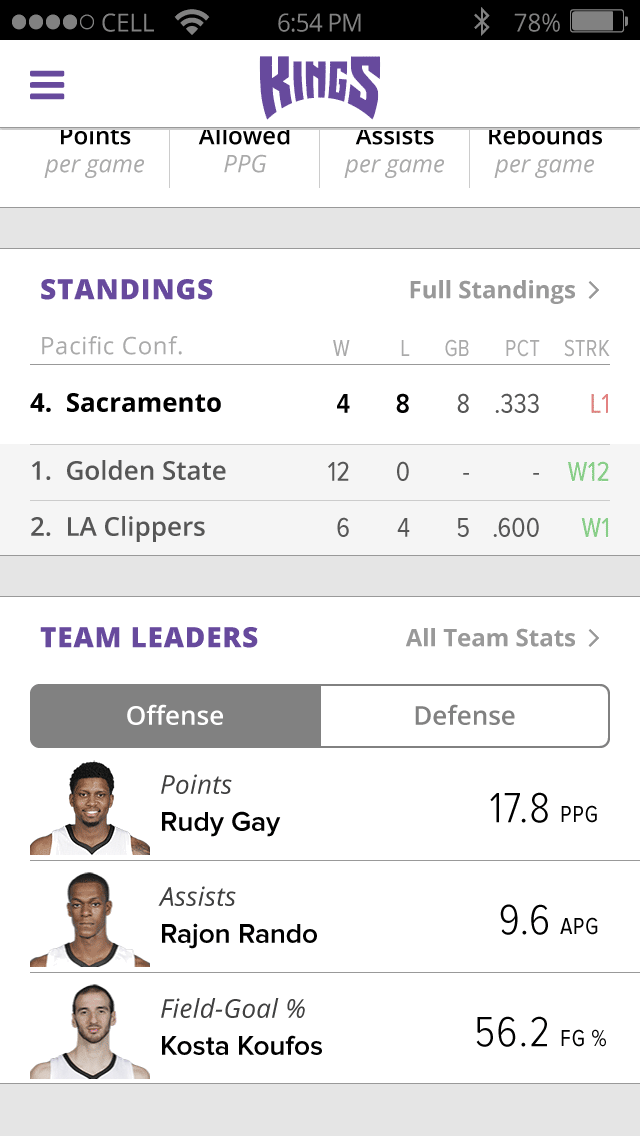 CELL 6:54 PM 78%
KINGS
Points Allowed Assists Rebounds
per game PPG per game per game
STANDINGS Full Standings >
Pacific Conf. W L GB PCT STRK
4. Sacramento 4 8 8 .333 L1
1. Golden State 12 0 - - W12
2. LA Clippers 6 4 5 .600 W1
TEAM LEADERS All Team Stats >
Offense Defense
Points
Rudy Gay 17.8 PPG
Assists
Rajon Rando 9.6 APG
Field-Goal %
Kosta Koufos 56.2 FG %